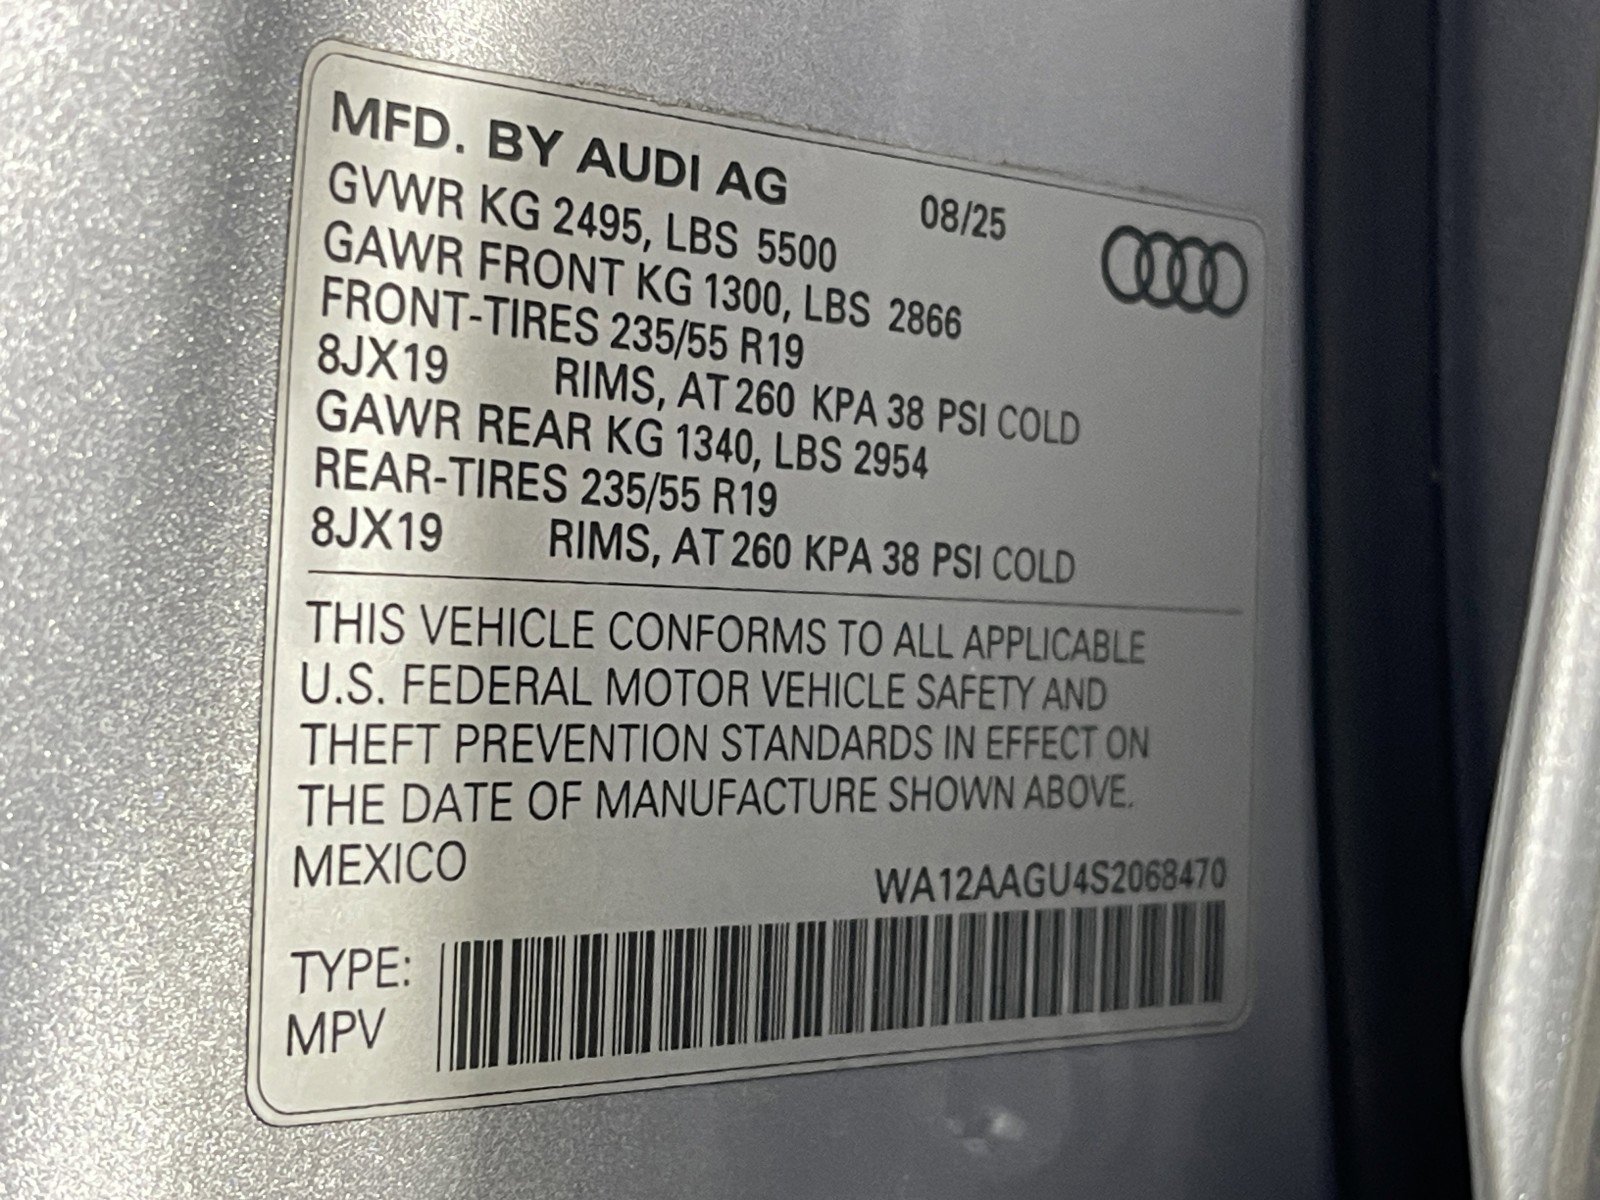 MFD. BY AUDI AG 08/25
GVWR KG 2495, LBS 5500
GAWR FRONT KG 1300, LBS 2866
FRONT-TIRES 235/55 R19
8JX19 RIMS, AT 260 KPA 38 PSI COLD
GAWR REAR KG 1340, LBS 2954
REAR-TIRES 235/55 R19
8JX19 RIMS, AT 260 KPA 38 PSI COLD
THIS VEHICLE CONFORMS TO ALL APPLICABLE
U.S. FEDERAL MOTOR VEHICLE SAFETY AND
THEFT PREVENTION STANDARDS IN EFFECT ON
THE DATE OF MANUFACTURE SHOWN ABOVE.
MEXICO
WA12AAGU4S2068470
TYPE:
MPV